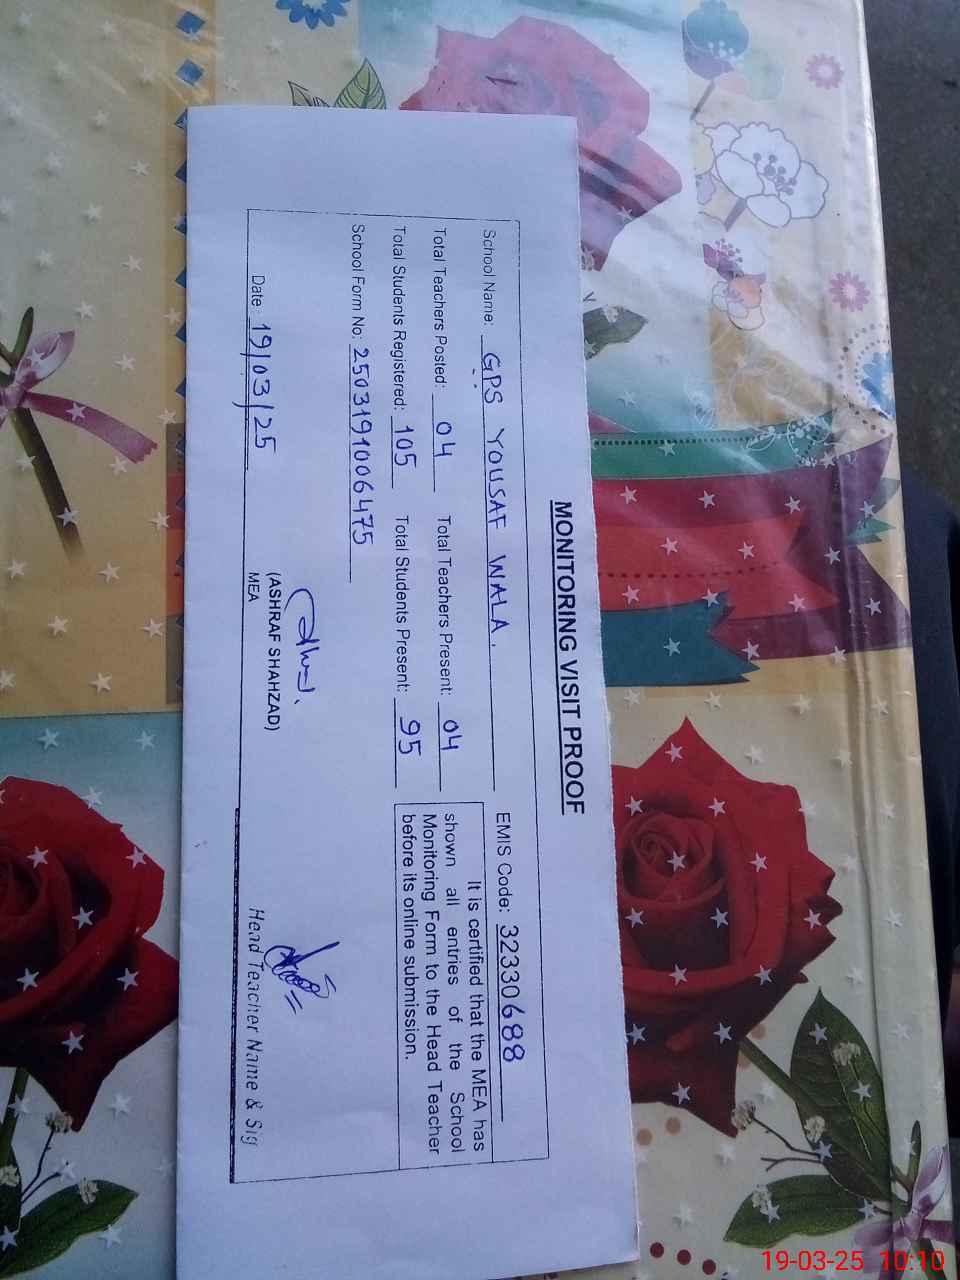 MONITORING VISIT PROOF
School Name: GPS YOUSAF WALA. EMIS Code: 32330688
Total Teachers Posted: 04 Total Teachers Present: 04
Total Students Registered: 105 Total Students Present: 95
School Form No: 2503191006475
It is certified that the MEA has
shown all entries of the School
Monitoring Form to the Head Teacher
before its online submission.
Date: 19/03/25
(ASHRAF SHAHZAD)
MEA
Head Teacher Name & Sig
19-03-25 10:10